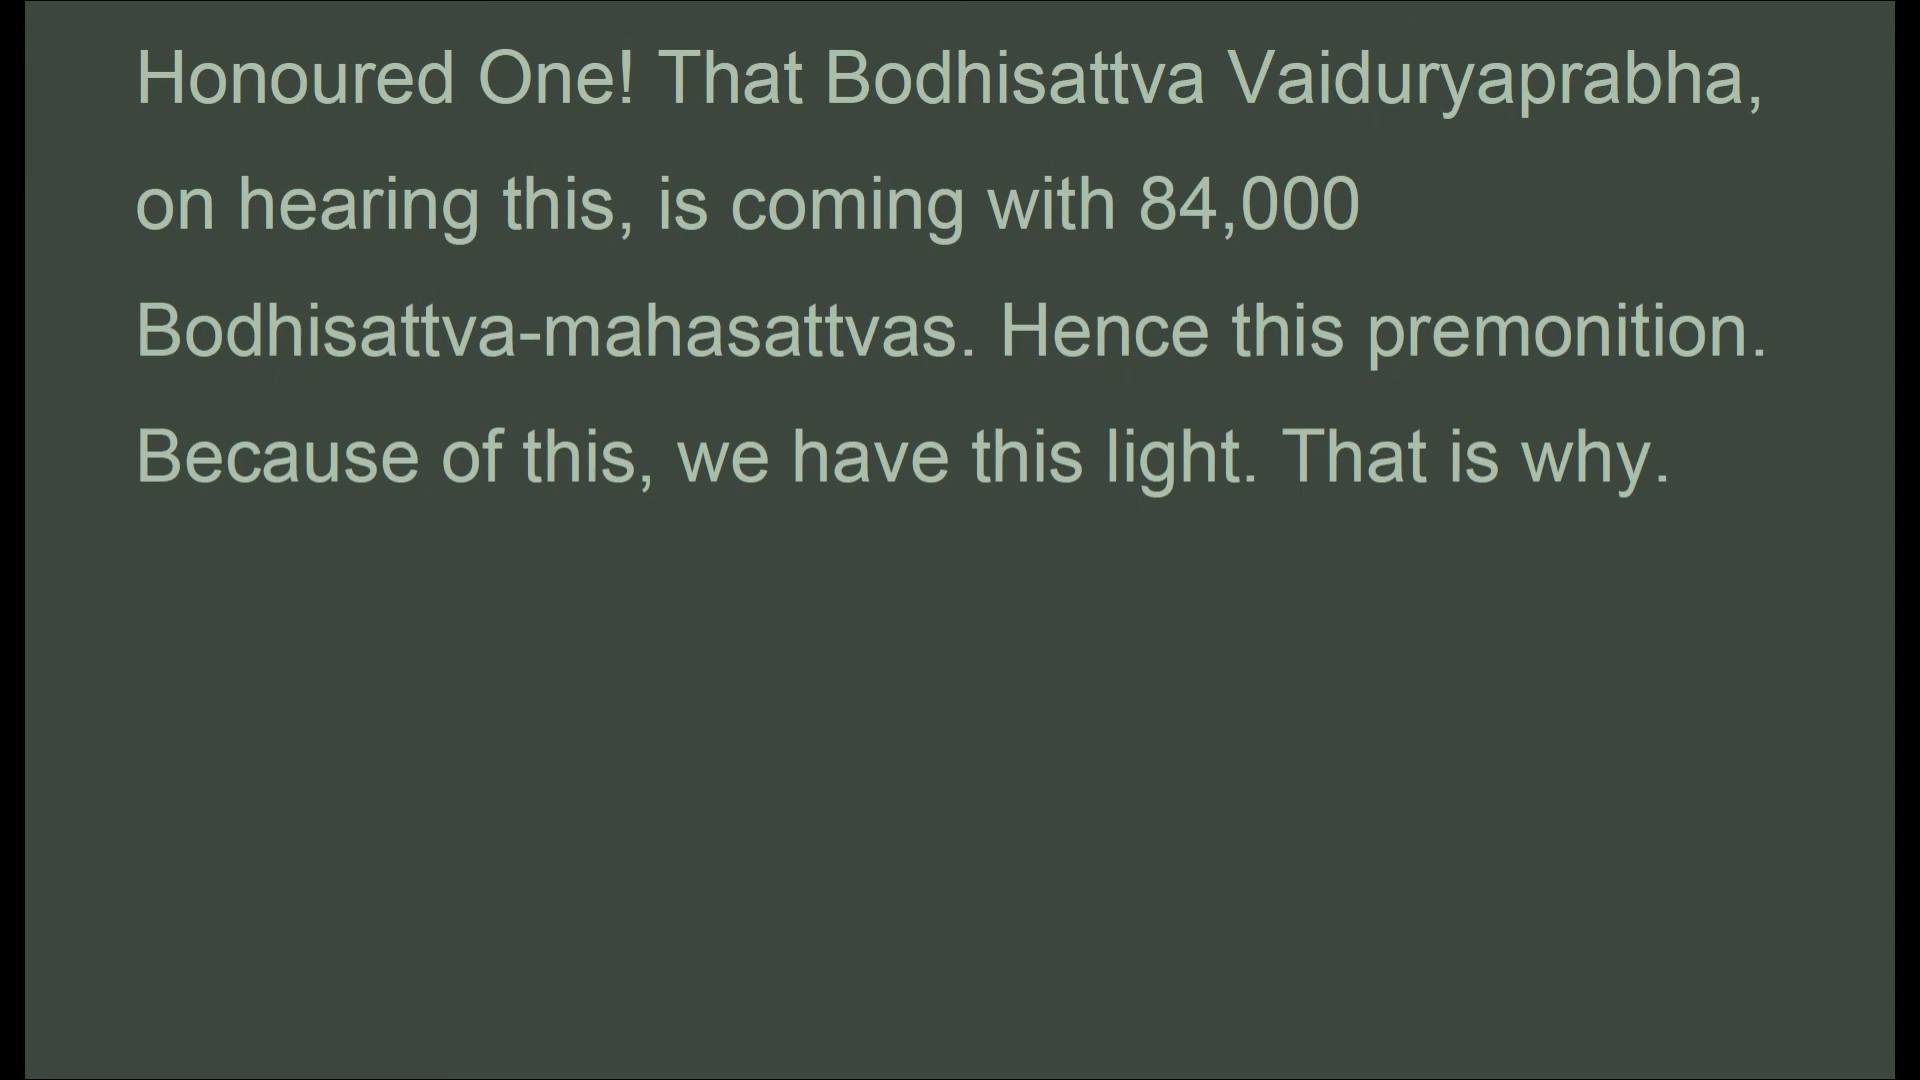 Honoured One! That Bodhisattva Vaiduryaprabha,
on hearing this, is coming with 84,000
Bodhisattva-mahasattvas. Hence this premonition.
Because of this, we have this light. That is why.